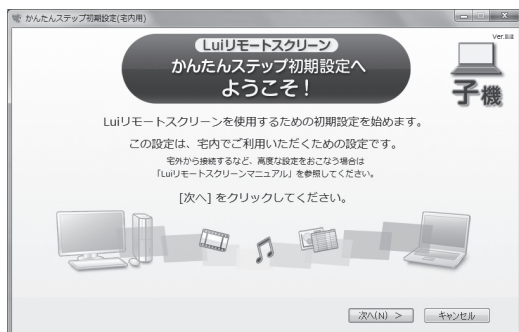 かんたんステップ初期設定(宅内用)
Luiリモートスクリーン
かんたんステップ初期設定へ
ようこそ！
子機
Luiリモートスクリーンを使用するための初期設定を始めます。
この設定は、宅内でご利用いただくための設定です。
宅外から接続するなど、高度な設定をおこなう場合は
「Luiリモートスクリーンマニュアル」を参照してください。
[次へ] をクリックしてください。
次へ(N) >
キャンセル